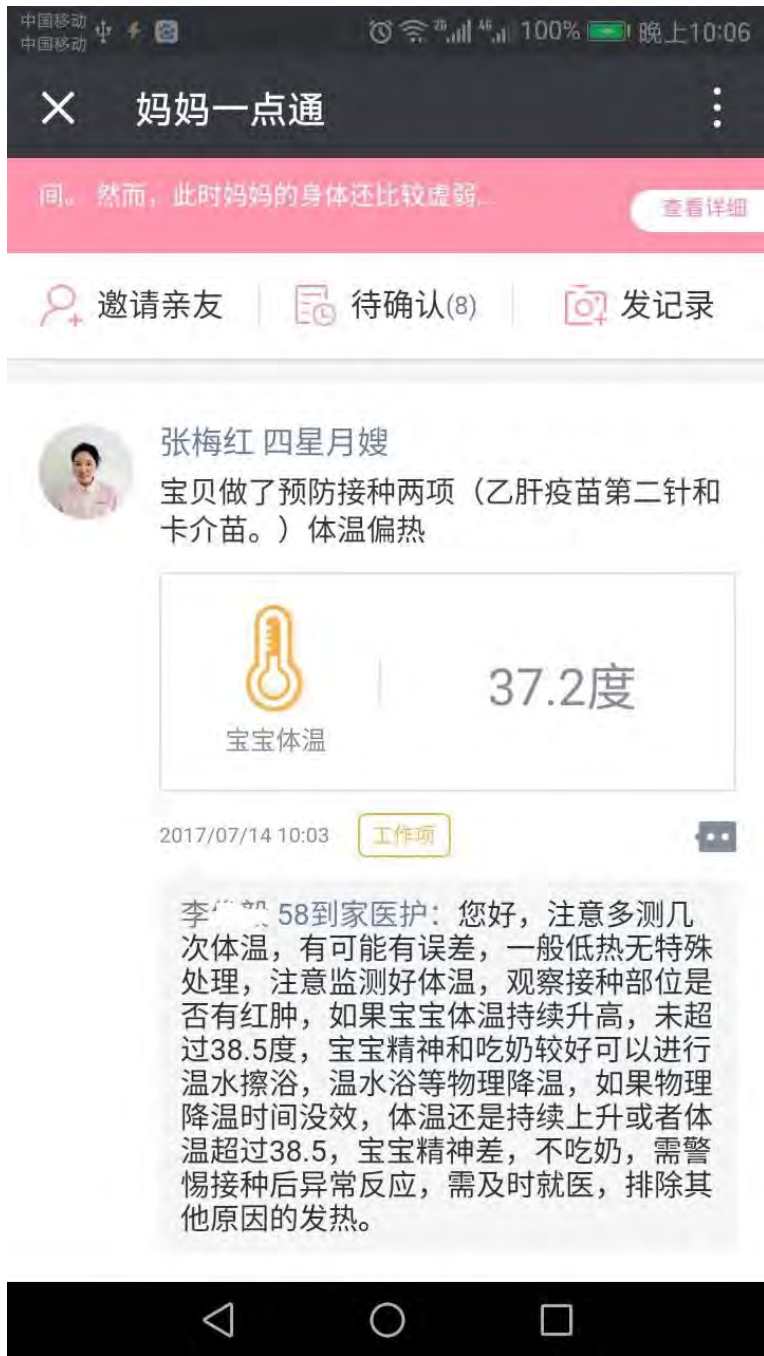 中国移动
中国移动
2G 4G 100% 晚上10:06
妈妈一点通
间。然而，此时妈妈的身体还比较虚弱...
查看详细
邀请亲友 待确认(8) 发记录
张梅红 四星月嫂
宝贝做了预防接种两项（乙肝疫苗第二针和
卡介苗。）体温偏热
37.2度
宝宝体温
2017/07/14 10:03 工作项
李 58到家医护：您好，注意多测几
次体温，有可能有误差，一般低热无特殊
处理，注意监测好体温，观察接种部位是
否有红肿，如果宝宝体温持续升高，未超
过38.5度，宝宝精神和吃奶较好可以进行
温水擦浴，温水浴等物理降温，如果物理
降温时间没效，体温还是持续上升或者体
温超过38.5，宝宝精神差，不吃奶，需警
惕接种后异常反应，需及时就医，排除其
他原因的发热。